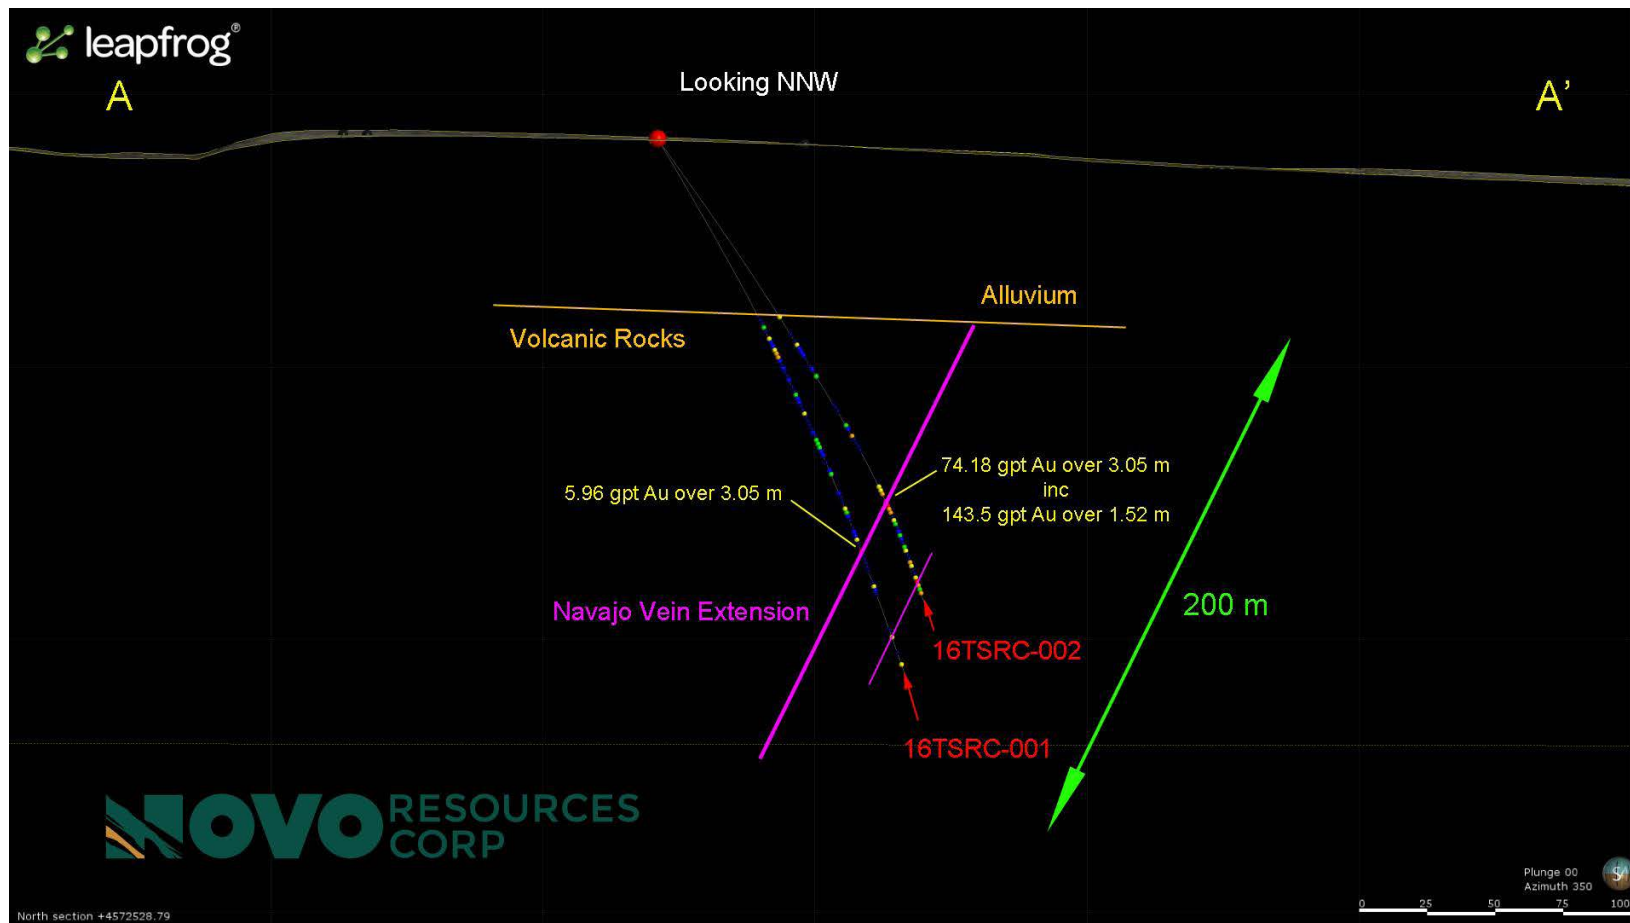 leapfrog®
Looking NNW
A
A’
Alluvium
Volcanic Rocks
74.18 gpt Au over 3.05 m
inc
143.5 gpt Au over 1.52 m
5.96 gpt Au over 3.05 m
Navajo Vein Extension
200 m
16TSRC-002
16TSRC-001
NOVO RESOURCES
CORP
Plunge 00
Azimuth 350
0 25 50 75 100
North section +4572528.79